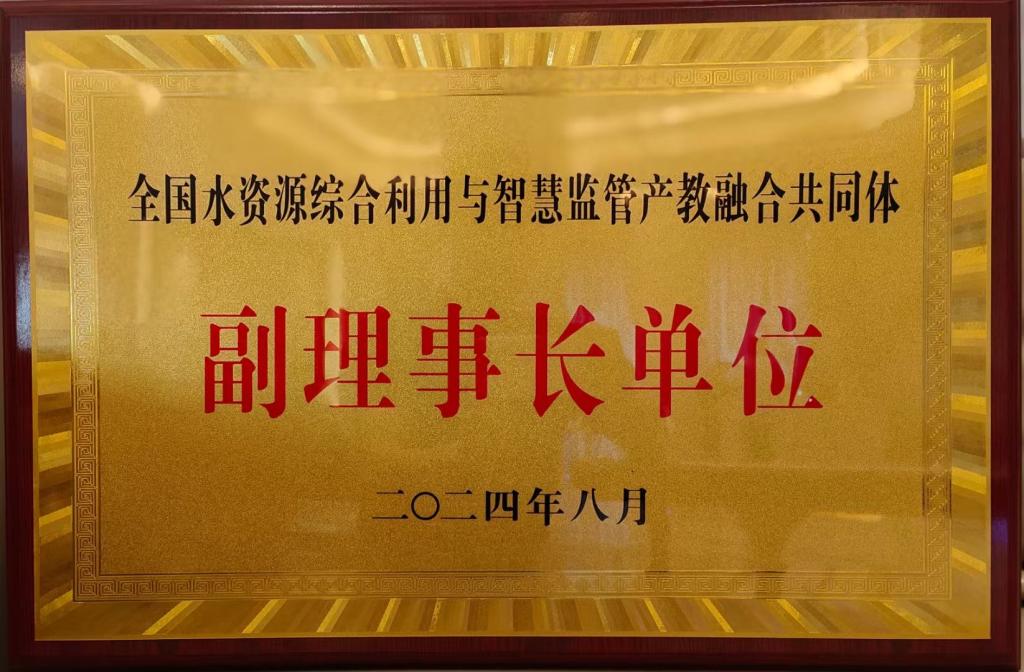 全国水资源综合利用与智慧监管产教融合共同体
副理事长单位
二〇二四年八月